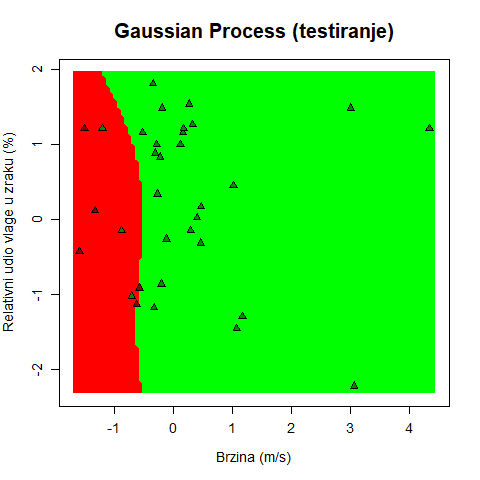 Gaussian Process (testiranje)
Relativni udio vlage u zraku (%)
2
1
0
-1
-2
-1 0 1 2 3 4
Brzina (m/s)